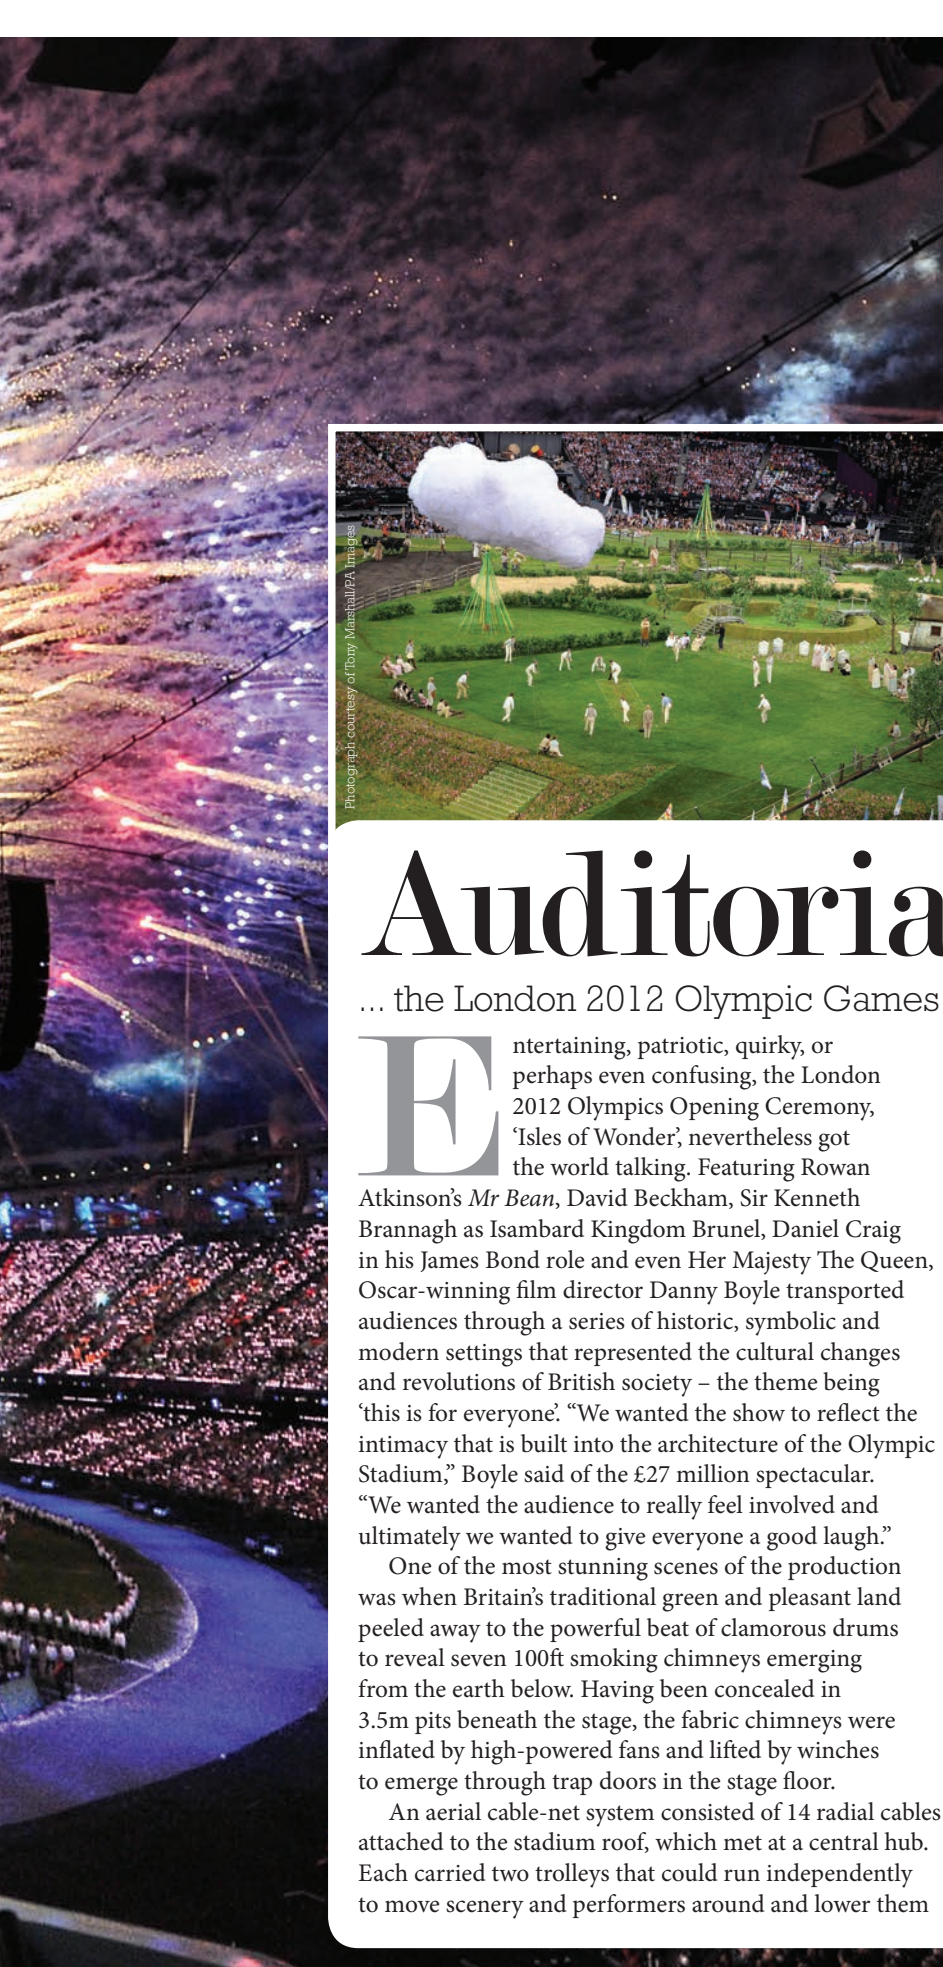 Photograph courtesy of Tony Marshall/PA Images
Auditoria
... the London 2012 Olympic Games
Entertaining, patriotic, quirky, or
perhaps even confusing, the London
2012 Olympics Opening Ceremony,
‘Isles of Wonder’, nevertheless got
the world talking. Featuring Rowan
Atkinson’s Mr Bean, David Beckham, Sir Kenneth
Brannagh as Isambard Kingdom Brunel, Daniel Craig
in his James Bond role and even Her Majesty The Queen,
Oscar-winning film director Danny Boyle transported
audiences through a series of historic, symbolic and
modern settings that represented the cultural changes
and revolutions of British society – the theme being
‘this is for everyone’. “We wanted the show to reflect the
intimacy that is built into the architecture of the Olympic
Stadium,” Boyle said of the £27 million spectacular.
“We wanted the audience to really feel involved and
ultimately we wanted to give everyone a good laugh.”
One of the most stunning scenes of the production
was when Britain’s traditional green and pleasant land
peeled away to the powerful beat of clamorous drums
to reveal seven 100ft smoking chimneys emerging
from the earth below. Having been concealed in
3.5m pits beneath the stage, the fabric chimneys were
inflated by high-powered fans and lifted by winches
to emerge through trap doors in the stage floor.
An aerial cable-net system consisted of 14 radial cables
attached to the stadium roof, which met at a central hub.
Each carried two trolleys that could run independently
to move scenery and performers around and lower them